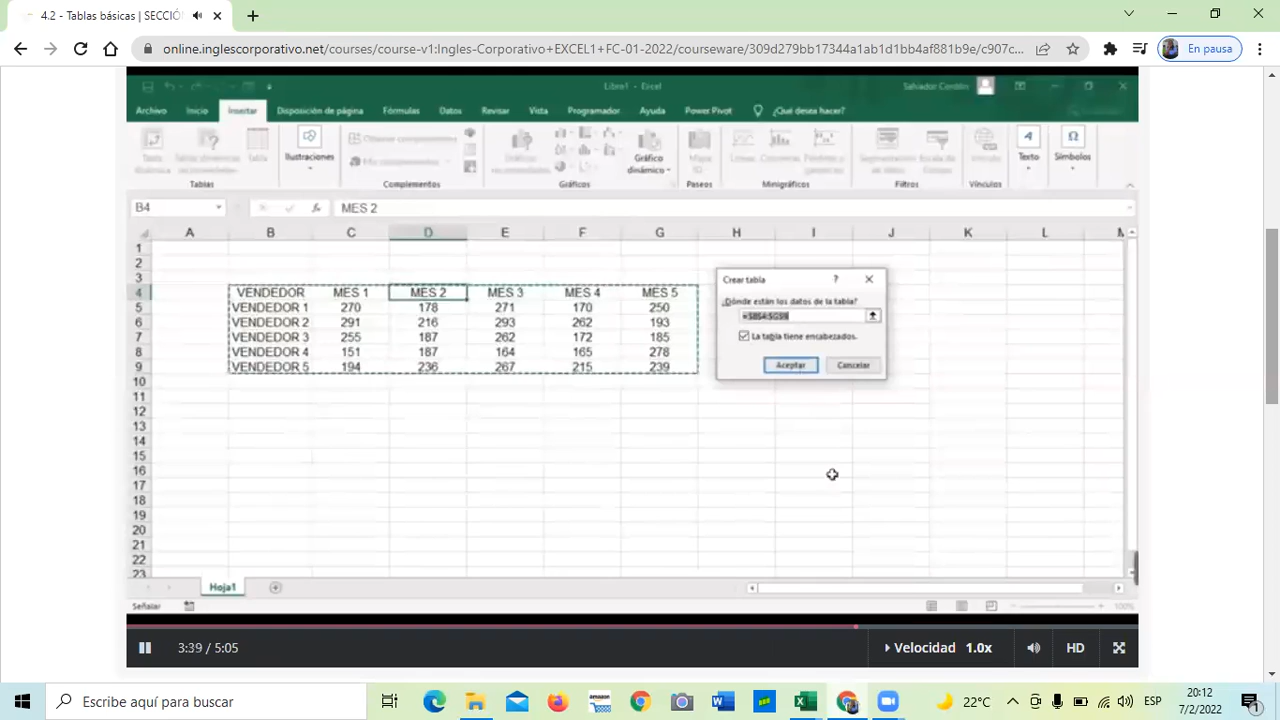 4.2 - Tablas básicas | SECCIÓ
online.inglescorporativo.net/courses/course-v1:Ingles-Corporativo+EXCEL1+FC-01-2022/courseware/309d279bb17344a1ab1d1bb4af881b9e/c907c...
En pausa
Libro1 - Excel
Salvador
Archivo Inicio Insertar Disposición de página Fórmulas Datos Revisar Vista Programador Ayuda Power Pivot ¿Qué desea hacer?
Tabla Ilustraciones Gráfico dinámico Texto Símbolos
Tablas Complementos Gráficos Paseos Minigráficos Filtros Vínculos
B4 fx MES 2
A B C D E F G H I J K L M
1
2
3
4 VENDEDOR MES 1 MES 2 MES 3 MES 4 MES 5
5 VENDEDOR 1 270 178 271 170 250
6 VENDEDOR 2 291 216 293 262 193
7 VENDEDOR 3 255 187 262 172 185
8 VENDEDOR 4 151 187 164 165 278
9 VENDEDOR 5 194 236 267 215 239
10
11
12
13
14
15
16
17
18
19
20
21
22
23
Crear tabla ? ×
¿Dónde están los datos de la tabla?
=$B$4:$G$9
La tabla tiene encabezados.
Aceptar Cancelar
Hoja1
Señalar 100%
3:39 / 5:05 Velocidad 1.0x HD
Escribe aquí para buscar
amazon
22°C
ESP
20:12
7/2/2022
1